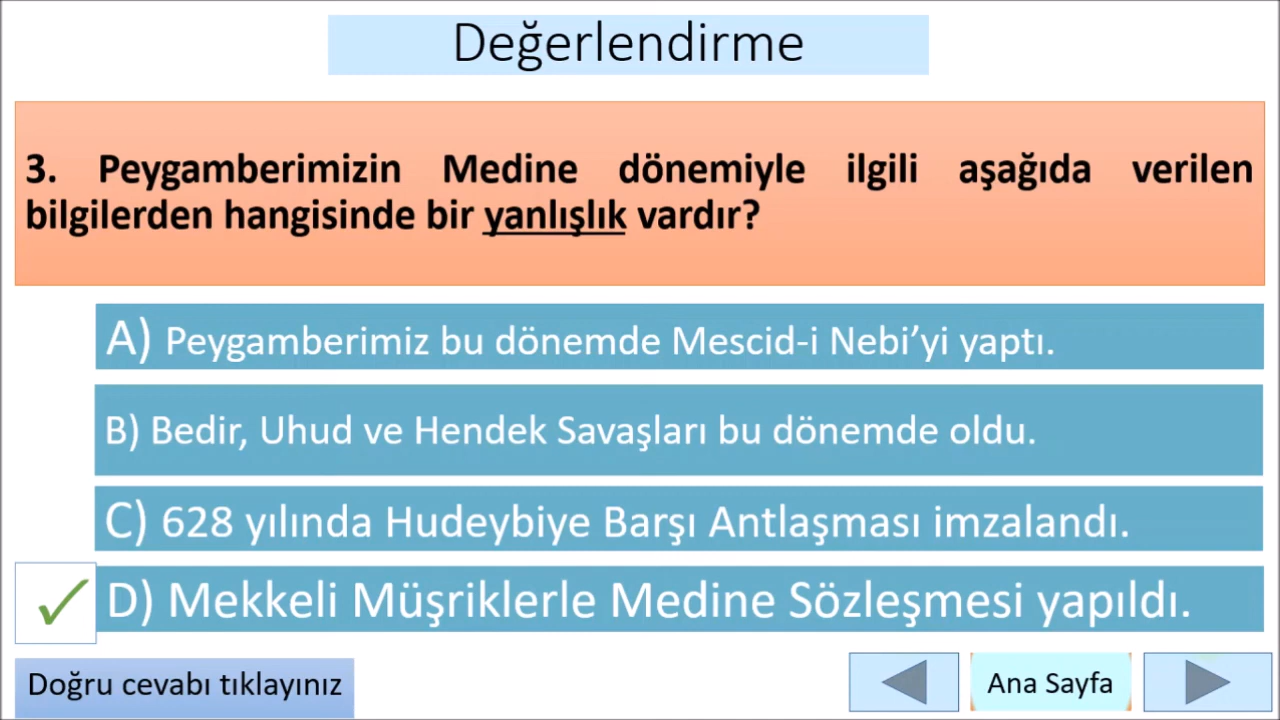 Değerlendirme
3. Peygamberimizin Medine dönemiyle ilgili aşağıda verilen
bilgilerden hangisinde bir yanlışlık vardır?
A) Peygamberimiz bu dönemde Mescid-i Nebi’yi yaptı.
B) Bedir, Uhud ve Hendek Savaşları bu dönemde oldu.
C) 628 yılında Hudeybiye Barşı Antlaşması imzalandı.
D) Mekkeli Müşriklerle Medine Sözleşmesi yapıldı.
Doğru cevabı tıklayınız
Ana Sayfa